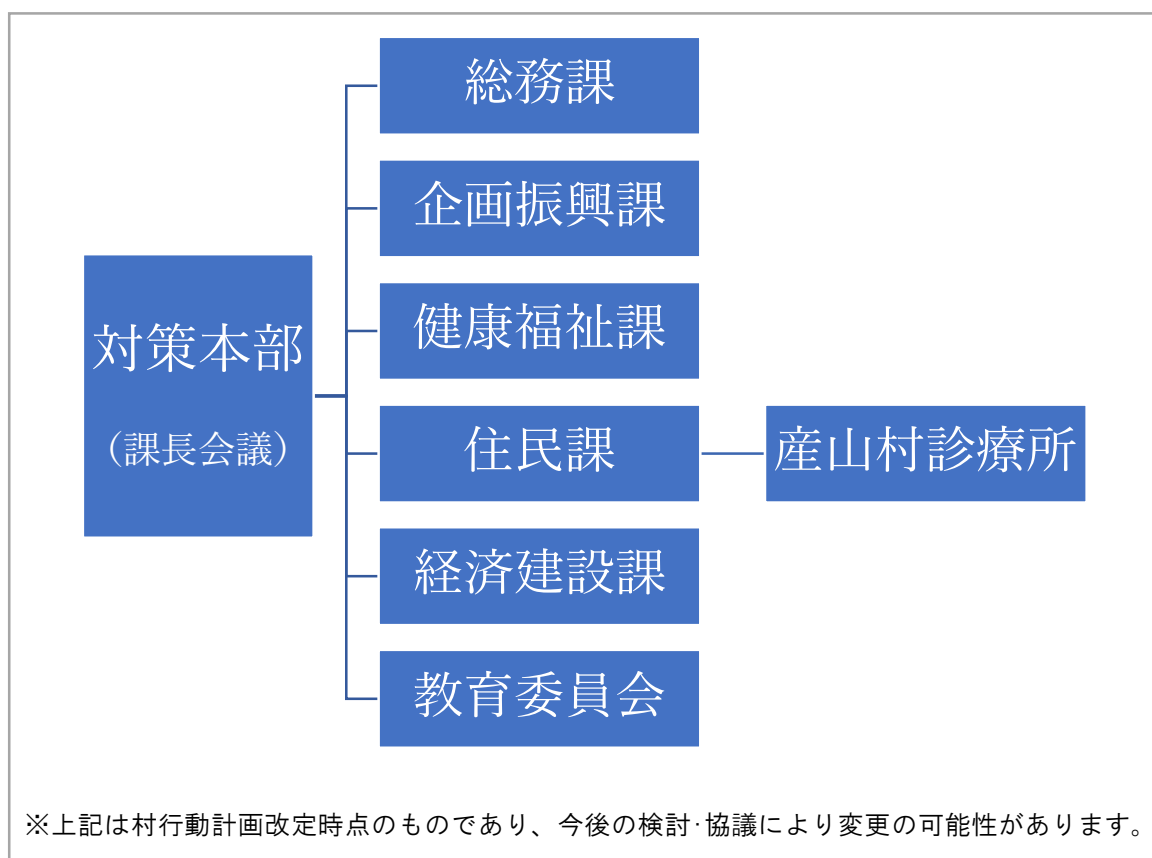 総務課
企画振興課
健康福祉課
対策本部
（課長会議）
住民課
産山村診療所
経済建設課
教育委員会
※上記は村行動計画改定時点のものであり、今後の検討･協議により変更の可能性があります。